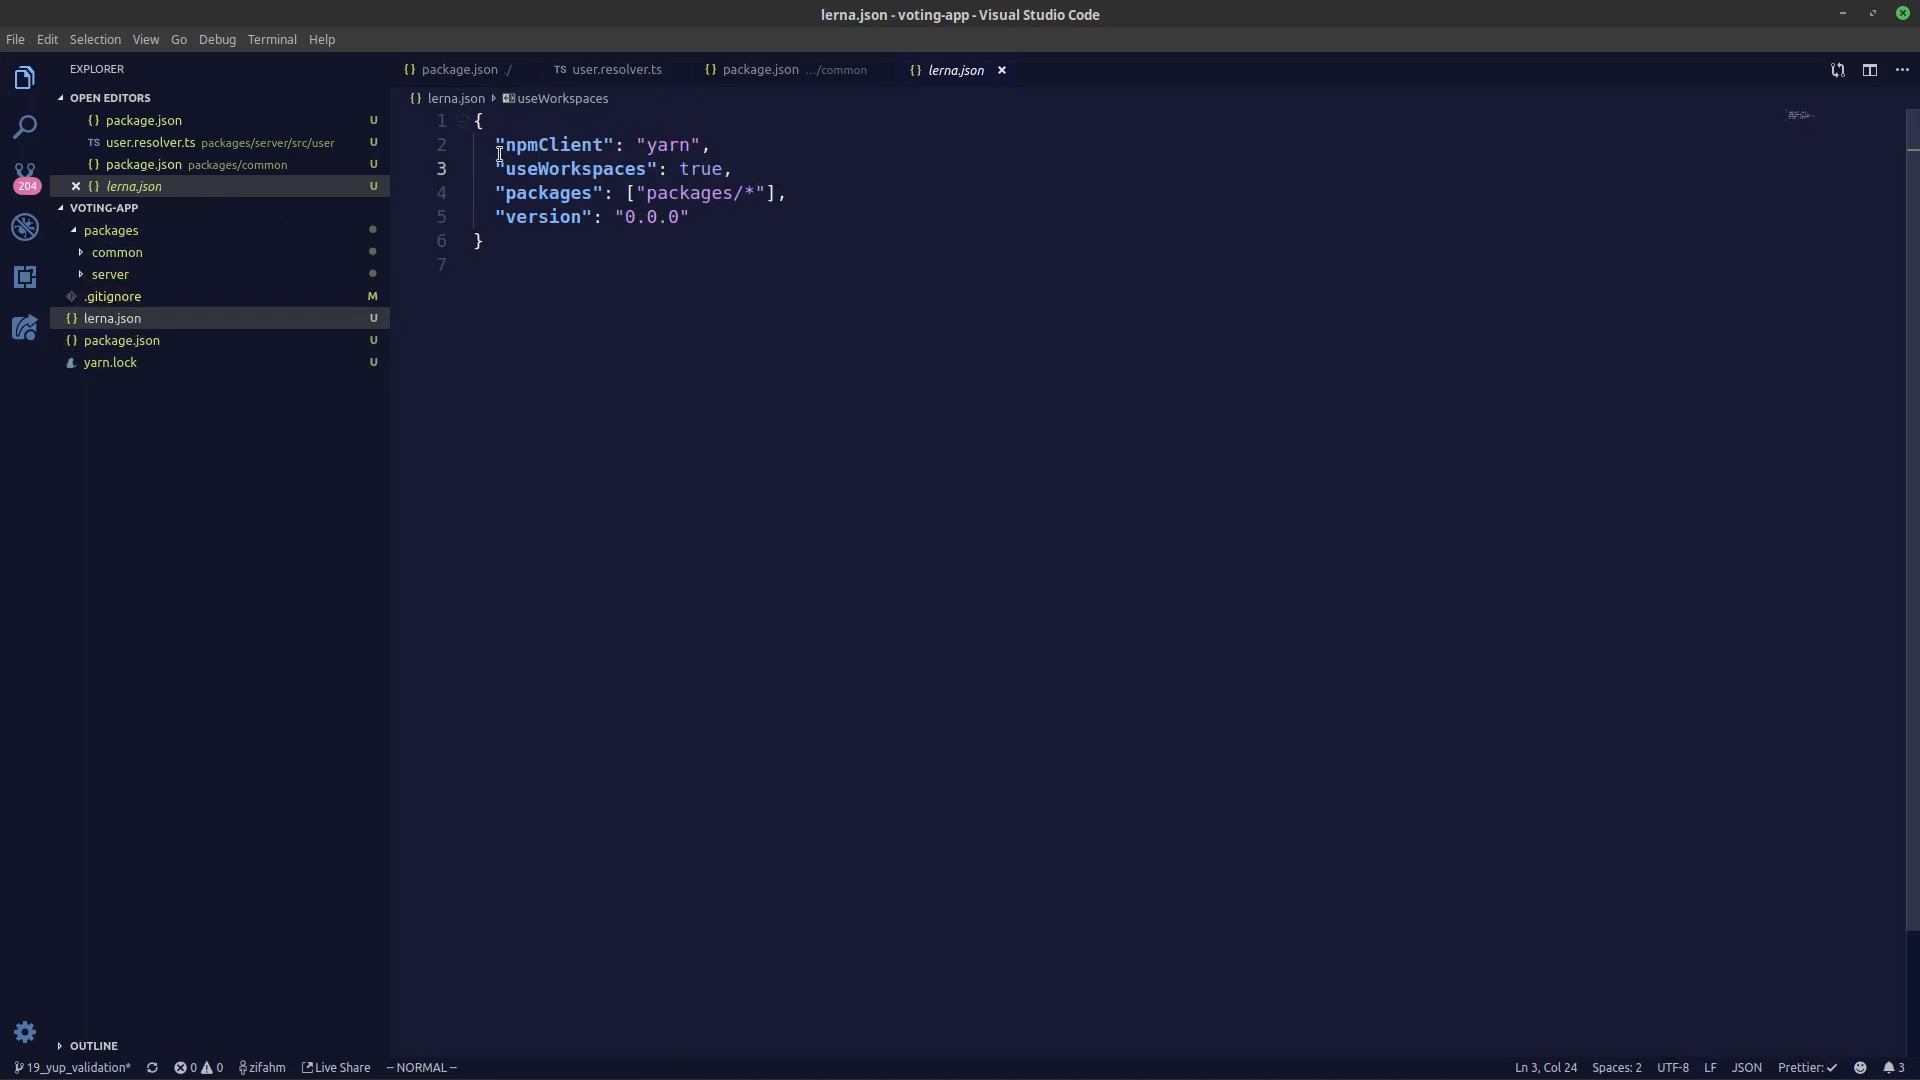 lerna.json - voting-app - Visual Studio Code
File Edit Selection View Go Debug Terminal Help
EXPLORER
OPEN EDITORS
{} package.json U
TS user.resolver.ts packages/server/src/user U
{} package.json packages/common U
{} lerna.json U
VOTING-APP
packages
common
server
.gitignore M
{} lerna.json U
{} package.json U
yarn.lock U
OUTLINE
204
{} package.json ./ TS user.resolver.ts {} package.json .../common {} lerna.json
{} lerna.json useWorkspaces
1 {
2 "npmClient": "yarn",
3 "useWorkspaces": true,
4 "packages": ["packages/*"],
5 "version": "0.0.0"
6 }
7
19_yup_validation* 0 0 zifahm Live Share -- NORMAL -- Ln 3, Col 24 Spaces: 2 UTF-8 LF JSON Prettier: ✓ 3